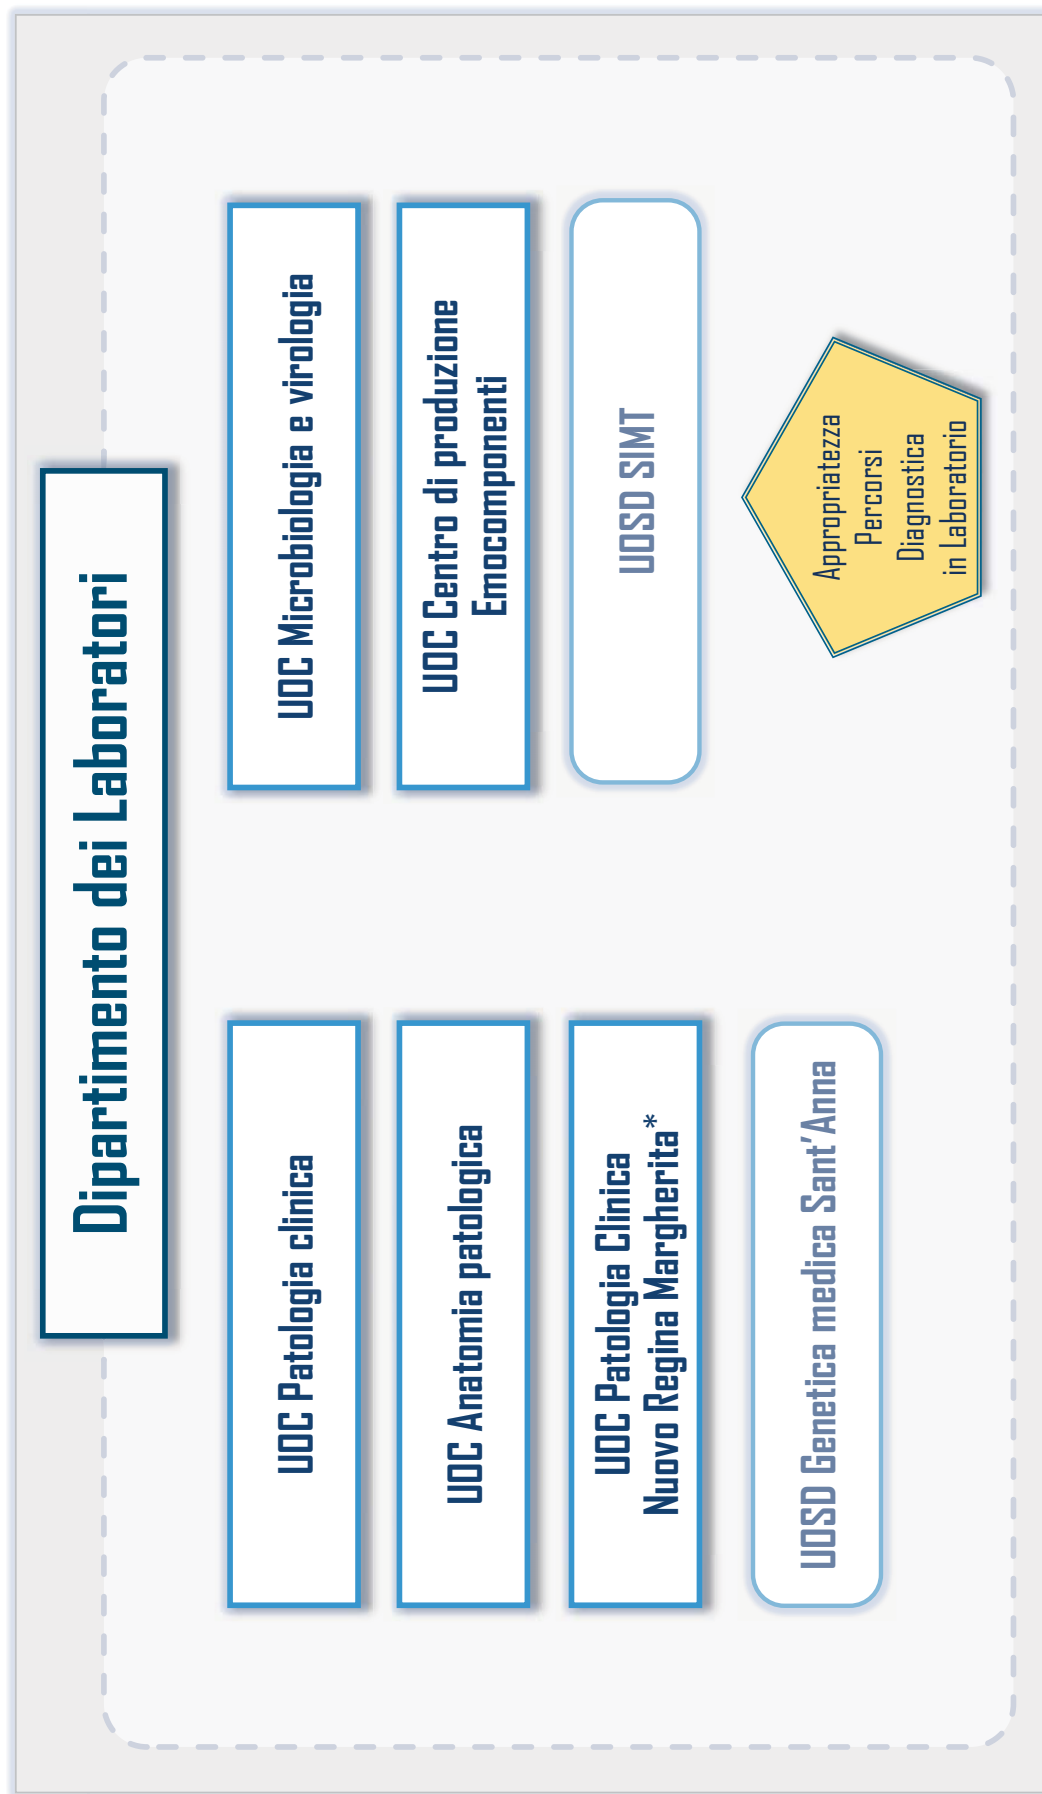 Dipartimento dei Laboratori
UOC Patologia clinica
UOC Anatomia patologica
UOC Patologia Clinica
Nuovo Regina Margherita*
UOSD Genetica medica Sant'Anna
UOC Microbiologia e virologia
UOC Centro di produzione
Emocomponenti
UOSD SIMT
Appropriatezza
Percorsi
Diagnostica
in Laboratorio